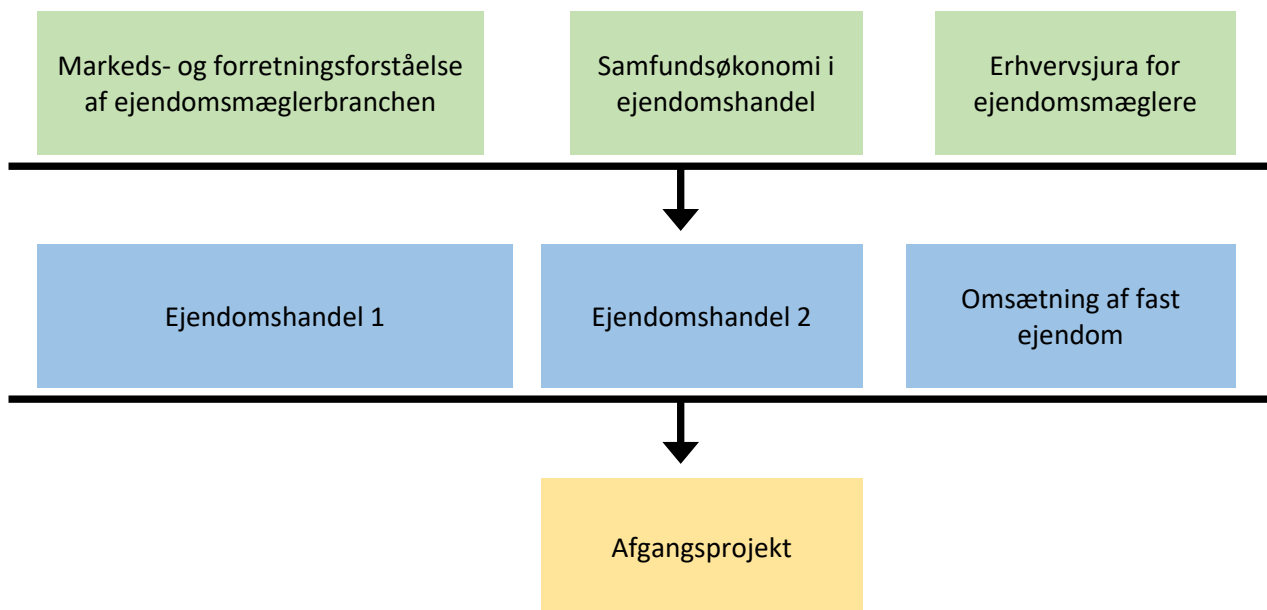 Markeds- og forretningsforståelse
af ejendomsmæglerbranchen
Samfundsøkonomi i
ejendomshandel
Erhvervsjura for
ejendomsmæglere
Ejendomshandel 1
Ejendomshandel 2
Omsætning af fast
ejendom
Afgangsprojekt